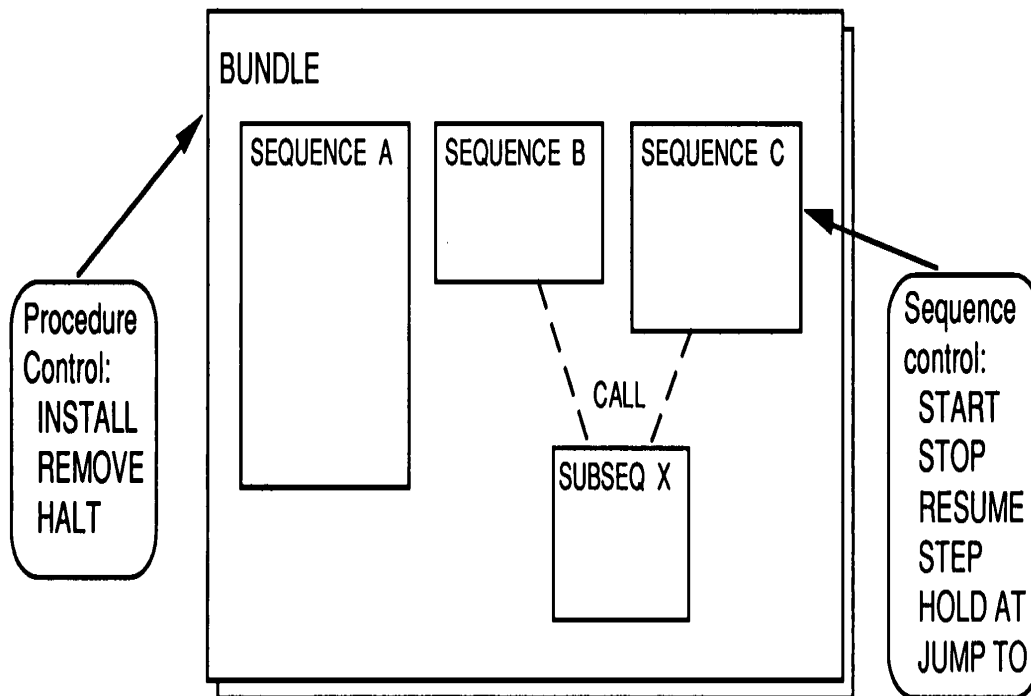 BUNDLE
SEQUENCE A
SEQUENCE B
SEQUENCE C
Procedure
Control:
INSTALL
REMOVE
HALT
CALL
SUBSEQ X
Sequence
control:
START
STOP
RESUME
STEP
HOLD AT
JUMP TO